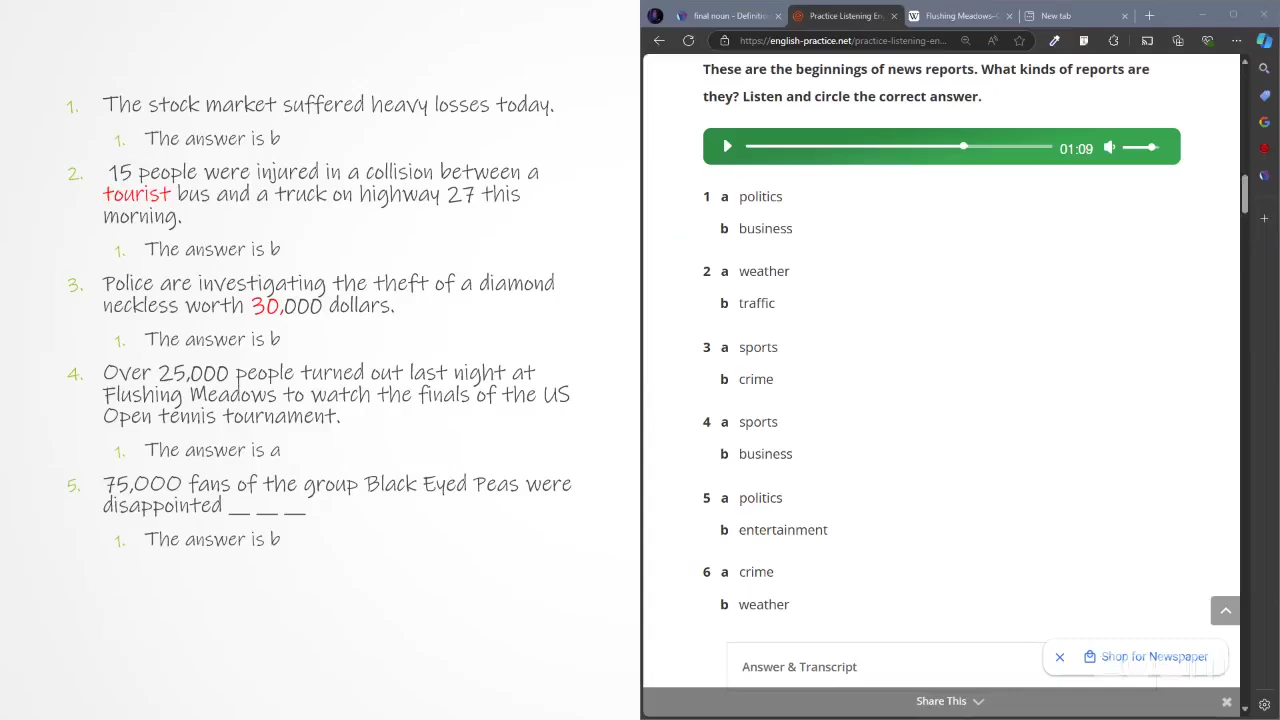 1. The stock market suffered heavy losses today.
1. The answer is b
2. 15 people were injured in a collision between a
tourist bus and a truck on highway 27 this
morning.
1. The answer is b
3. Police are investigating the theft of a diamond
neckless worth 30,000 dollars.
1. The answer is b
4. Over 25,000 people turned out last night at
Flushing Meadows to watch the finals of the US
Open tennis tournament.
1. The answer is a
5. 75,000 fans of the group Black Eyed Peas were
disappointed __ __ __
1. The answer is b
final noun - Definition
Practice Listening En
Flushing Meadows-C
New tab
https://english-practice.net/practice-listening-en...
These are the beginnings of news reports. What kinds of reports are
they? Listen and circle the correct answer.
01:09
1 a politics
b business
2 a weather
b traffic
3 a sports
b crime
4 a sports
b business
5 a politics
b entertainment
6 a crime
b weather
Answer & Transcript
Shop for Newspaper
Share This